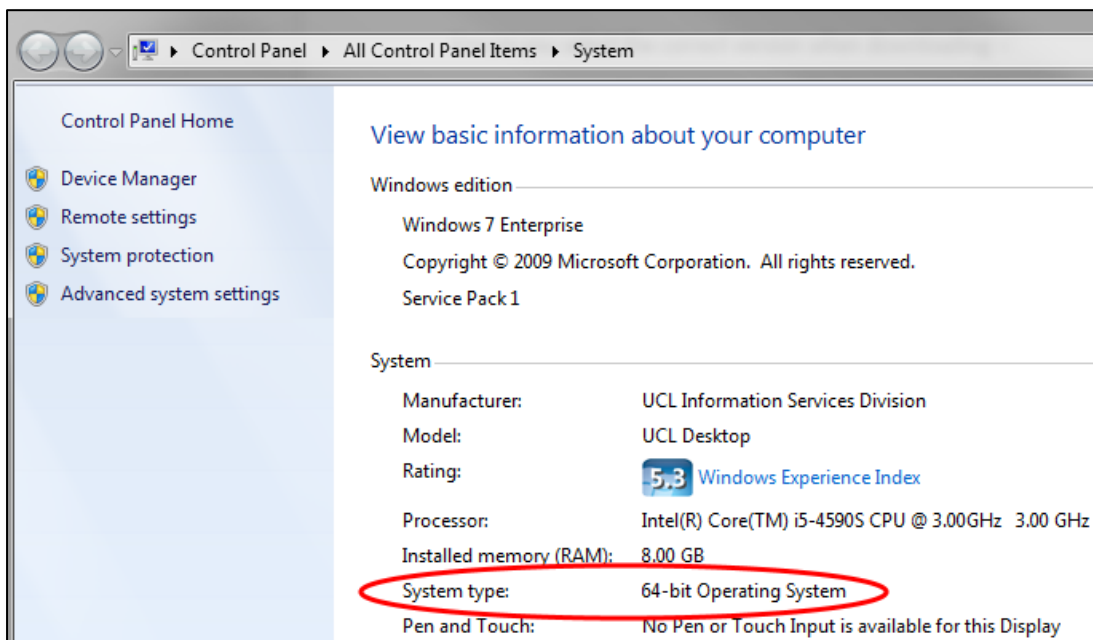 Control Panel ▸ All Control Panel Items ▸ System
Control Panel Home
Device Manager
Remote settings
System protection
Advanced system settings
View basic information about your computer
Windows edition
Windows 7 Enterprise
Copyright © 2009 Microsoft Corporation.  All rights reserved.
Service Pack 1
System
Manufacturer: UCL Information Services Division
Model: UCL Desktop
Rating: 5.3 Windows Experience Index
Processor: Intel(R) Core(TM) i5-4590S CPU @ 3.00GHz  3.00 GHz
Installed memory (RAM): 8.00 GB
System type: 64-bit Operating System
Pen and Touch: No Pen or Touch Input is available for this Display